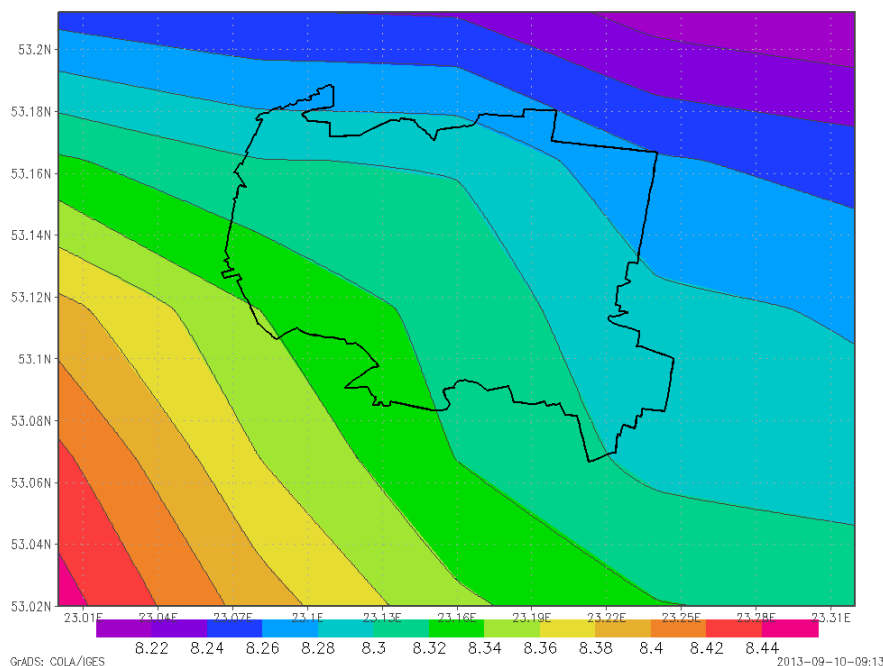 53.2N
53.18N
53.16N
53.14N
53.12N
53.1N
53.08N
53.06N
53.04N
53.02N
23.01E 23.04E 23.07E 23.1E 23.13E 23.16E 23.19E 23.22E 23.25E 23.28E 23.31E
8.22 8.24 8.26 8.28 8.3 8.32 8.34 8.36 8.38 8.4 8.42 8.44
GrADS: COLA/IGES 2013-09-10-09:13